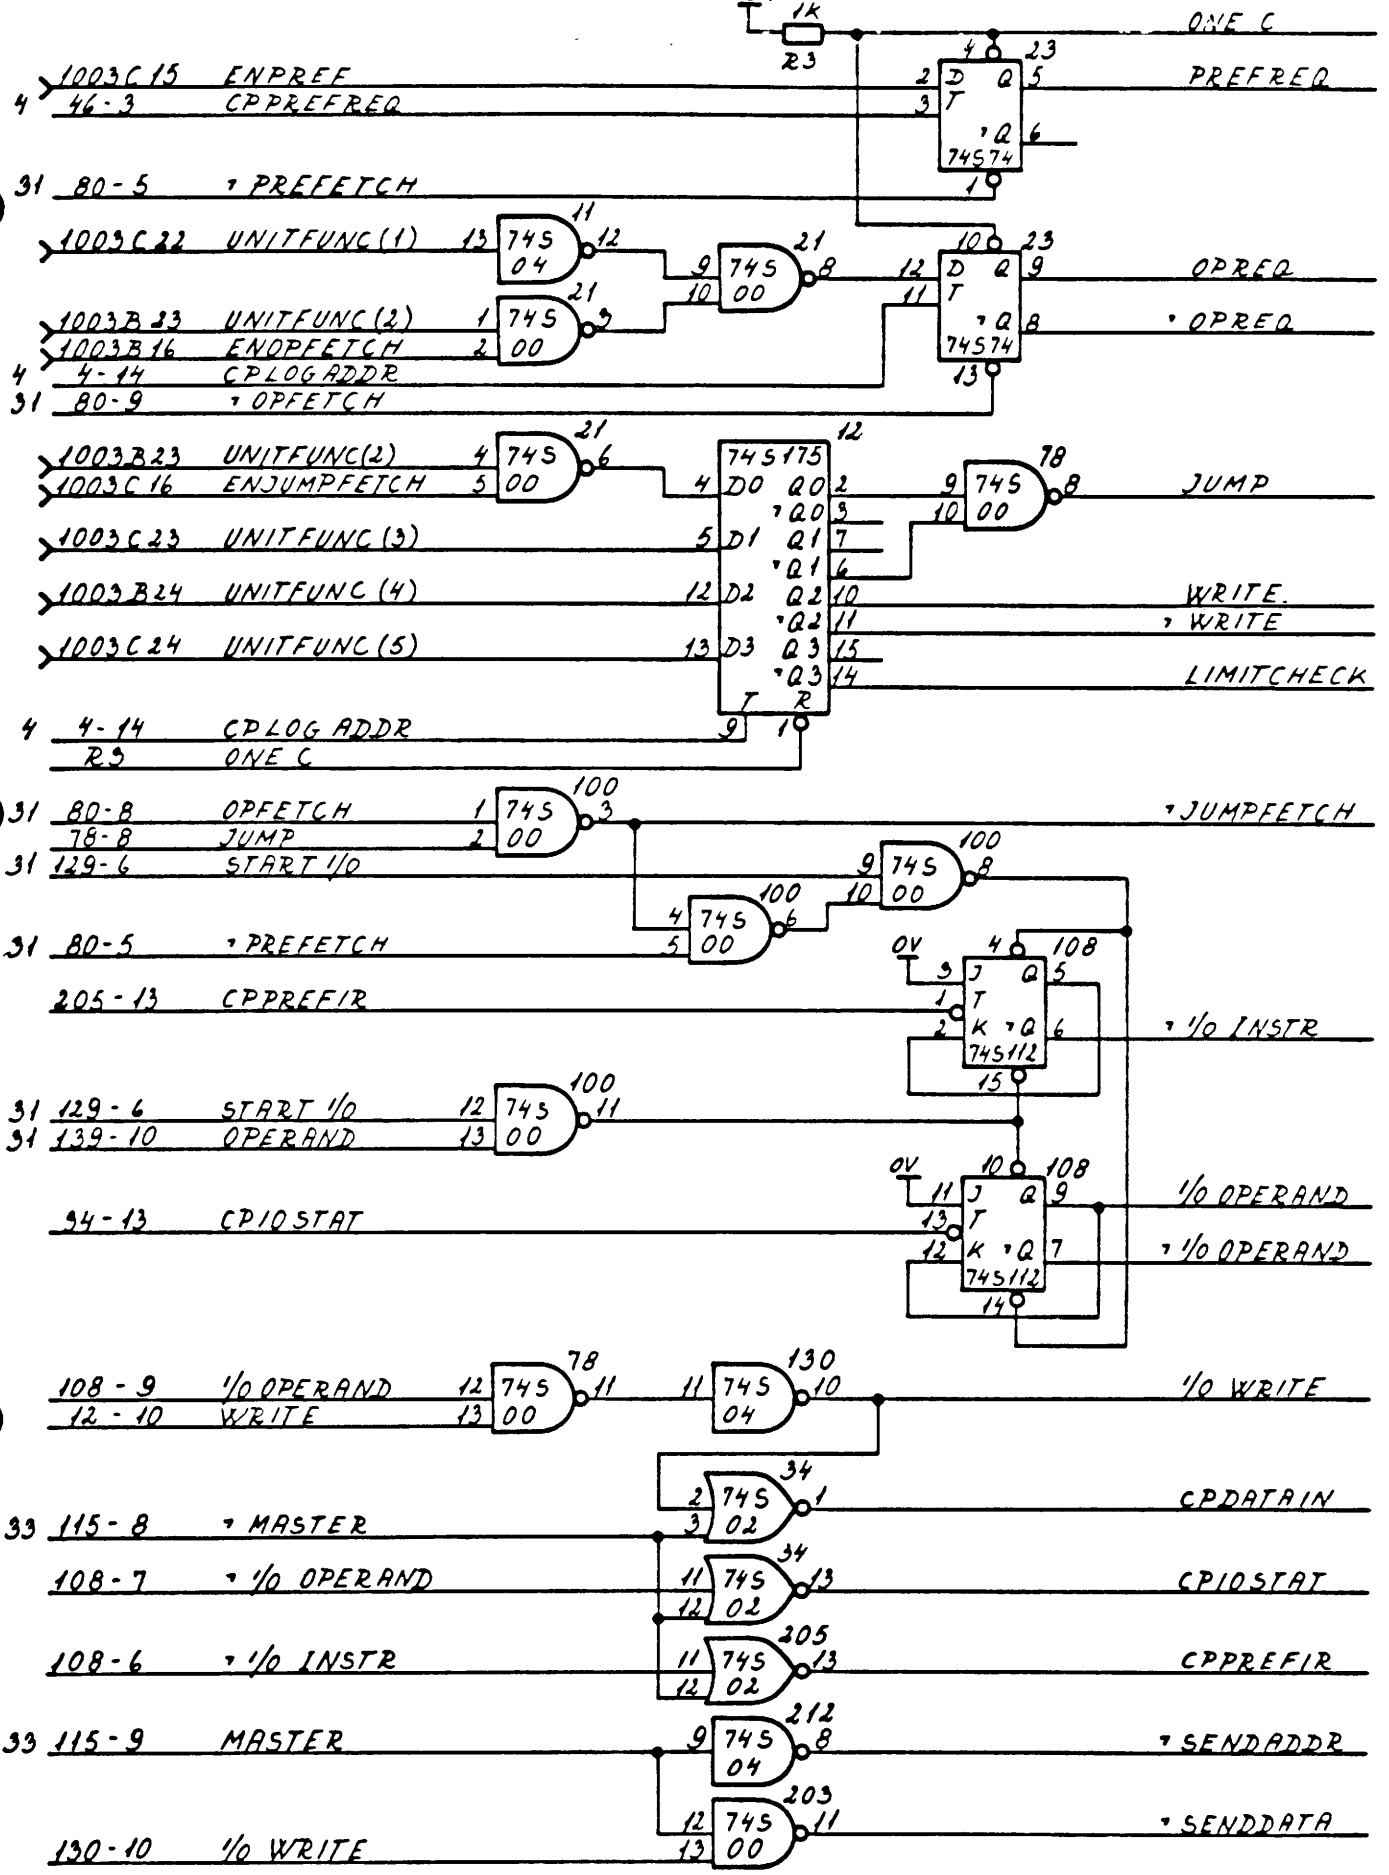 1K
ONE C
R3
4 23
1003C15 ENPREF 2 D Q 5 PREFREQ
4 46-3 CPPREFREQ 3 T
'Q 6
74S74
31 80-5 'PREFETCH 1
11
1003C22 UNITFUNC(1) 13 74S 04 12
21
10 23
9 74S 00 8 12 D Q 9 OPREQ
10 11 T
21
1003B23 UNITFUNC(2) 1 74S 00 3 'Q 8 'OPREQ
1003B16 ENOPFETCH 2 74S74
4 4-14 CPLOGADDR
13
31 80-9 'OPFETCH
21 12 78
1003B23 UNITFUNC(2) 4 74S 00 6 74S175
1003C16 ENJUMPFETCH 5 4 D0 Q0 2 9 74S 00 8 JUMP
'Q0 3 10
1003C23 UNITFUNC(3) 5 D1 Q1 7
'Q1 6
1003B24 UNITFUNC(4) 12 D2 Q2 10 WRITE.
'Q2 11 'WRITE
1003C24 UNITFUNC(5) 13 D3 Q3 15
'Q3 14 LIMITCHECK
T R
4 4-14 CPLOGADDR 9 1
R3 ONE C
100
31 80-8 OPFETCH 1 74S 00 3 'JUMPFETCH
78-8 JUMP 2
100
31 129-6 START I/O 9 74S 00 8
10
100
4 74S 00 6
31 80-5 'PREFETCH 5
0V 4 108
3 J Q 5
205-13 CPPREFIR 1 T
2 K 'Q 6 'I/O INSTR
74S112
15
100
31 129-6 START I/O 12 74S 00 11
31 139-10 OPERAND 13
0V 10 108
11 J Q 9 I/O OPERAND
34-13 CPIOSTAT 13 T
12 K 'Q 7 'I/O OPERAND
74S112
14
78 130
108-9 I/O OPERAND 12 74S 00 11 11 74S 04 10 I/O WRITE
12-10 WRITE 13
34
2 74S 02 1 CPDATAIN
33 115-8 'MASTER 3
34
108-7 'I/O OPERAND 11 74S 02 13 CPIOSTAT
12
205
108-6 'I/O INSTR 11 74S 02 13 CPPREFIR
12
212
33 115-9 MASTER 9 74S 04 8 'SENDADDR
203
12 74S 00 11 'SENDDATA
130-10 I/O WRITE 13